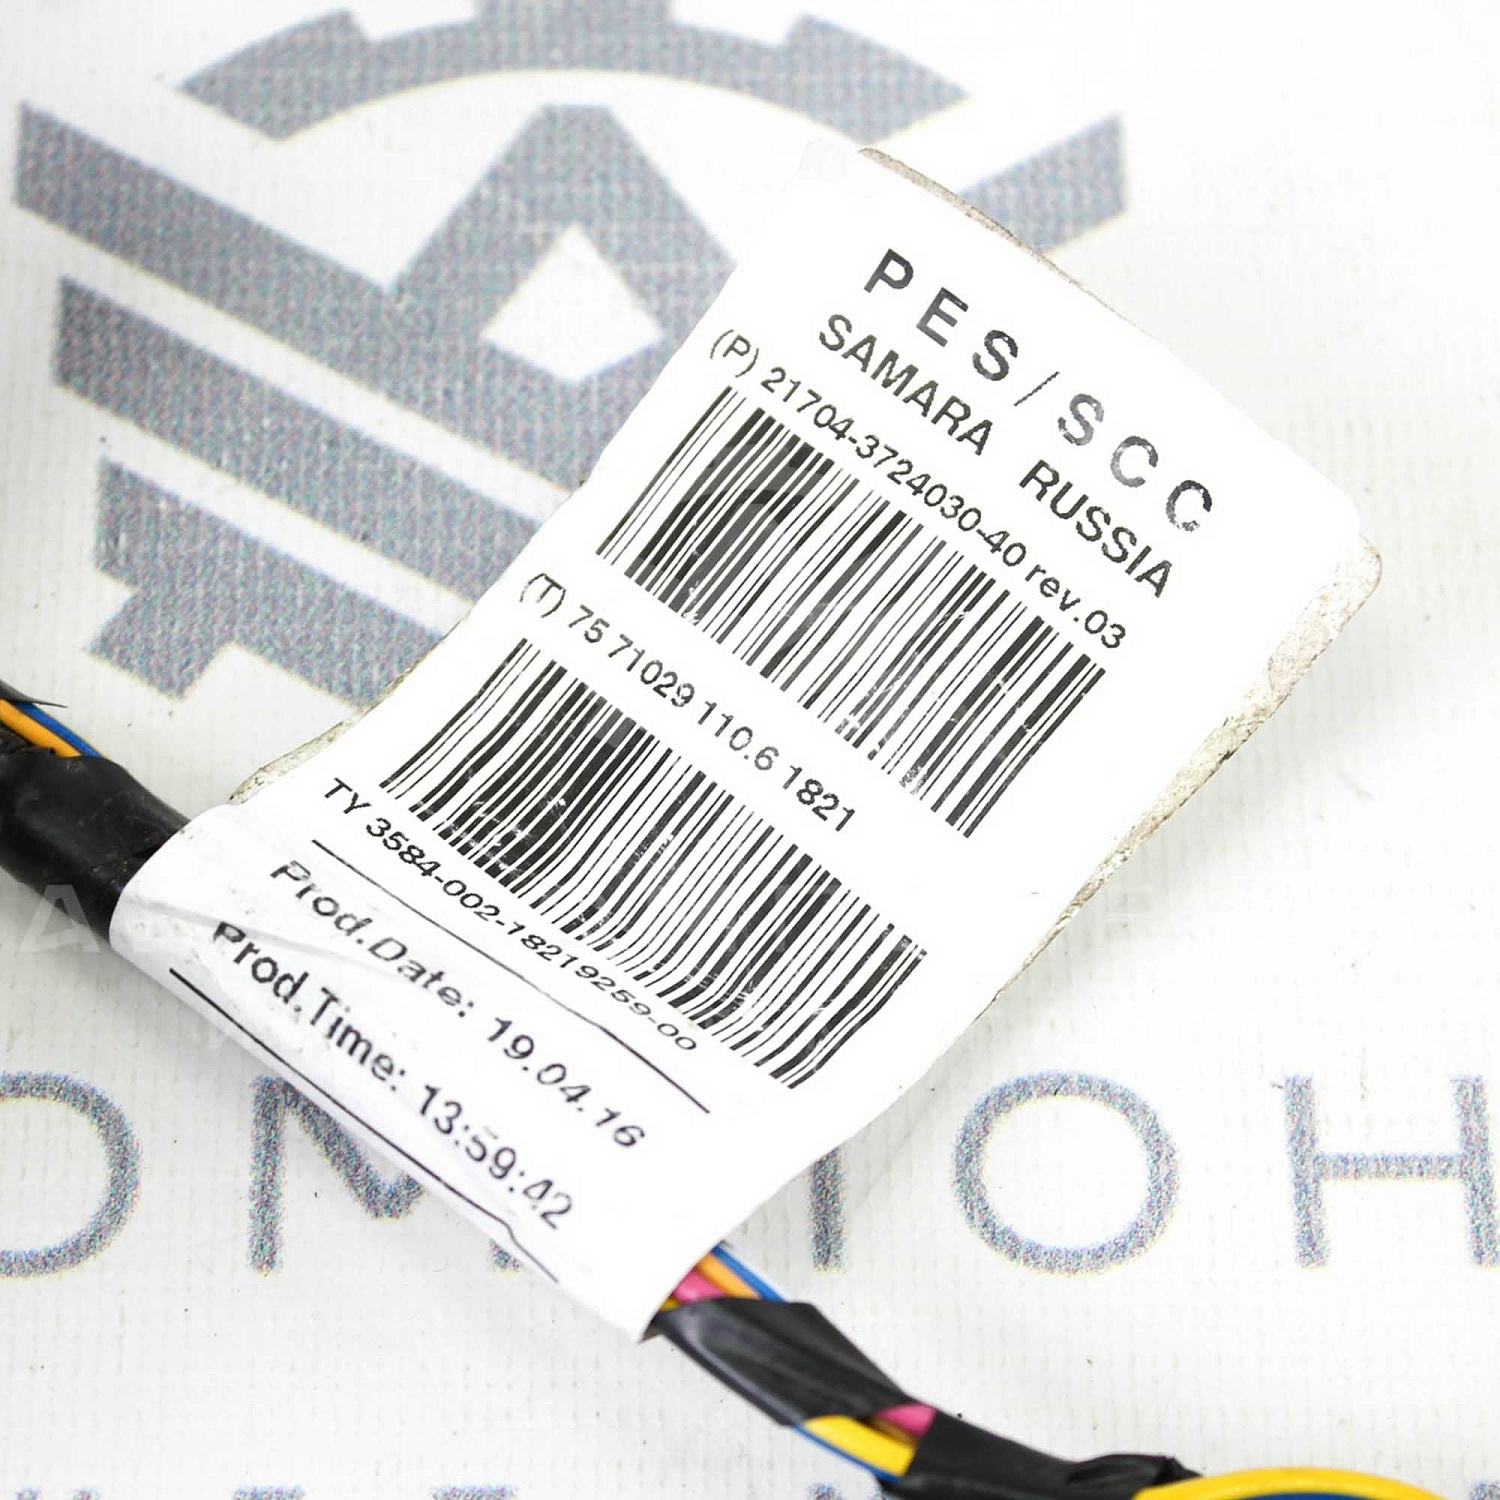 PES/SCC
SAMARA RUSSIA
(P) 21704-3724030-40 rev.03
(T) 75 71029 110.6 1821
TY 3584-002-18219259-00
Prod.Date: 19.04.16
Prod.Time: 13:59:42